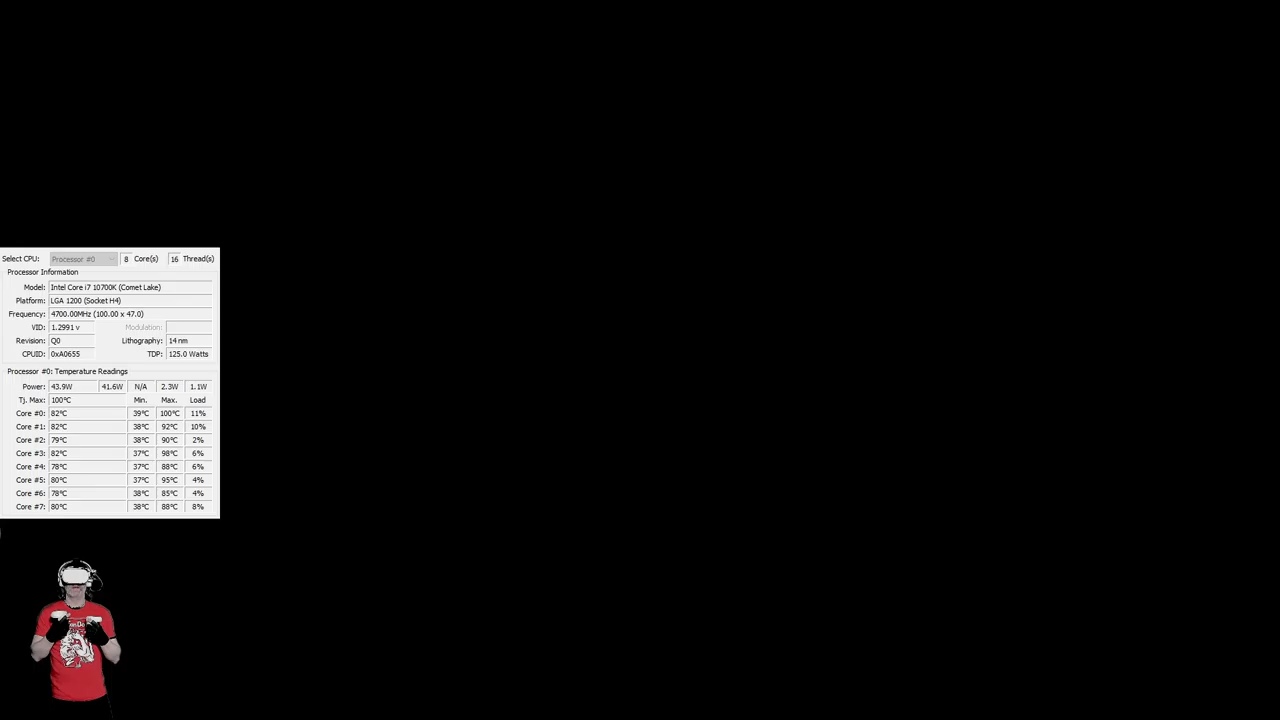 Select CPU: Processor #0 8 Core(s) 16 Thread(s)
Processor Information
Model: Intel Core i7 10700K (Comet Lake)
Platform: LGA 1200 (Socket H4)
Frequency: 4700.00MHz (100.00 x 47.0)
VID: 1.2991 v Modulation:
Revision: Q0 Lithography: 14 nm
CPUID: 0xA0655 TDP: 125.0 Watts
Processor #0: Temperature Readings
Power: 43.9W 41.6W N/A 2.3W 1.1W
Tj. Max: 100°C Min. Max. Load
Core #0: 82°C 39°C 100°C 11%
Core #1: 82°C 38°C 92°C 10%
Core #2: 79°C 38°C 90°C 2%
Core #3: 82°C 37°C 98°C 6%
Core #4: 78°C 37°C 88°C 6%
Core #5: 80°C 37°C 95°C 4%
Core #6: 78°C 38°C 85°C 4%
Core #7: 80°C 38°C 88°C 8%